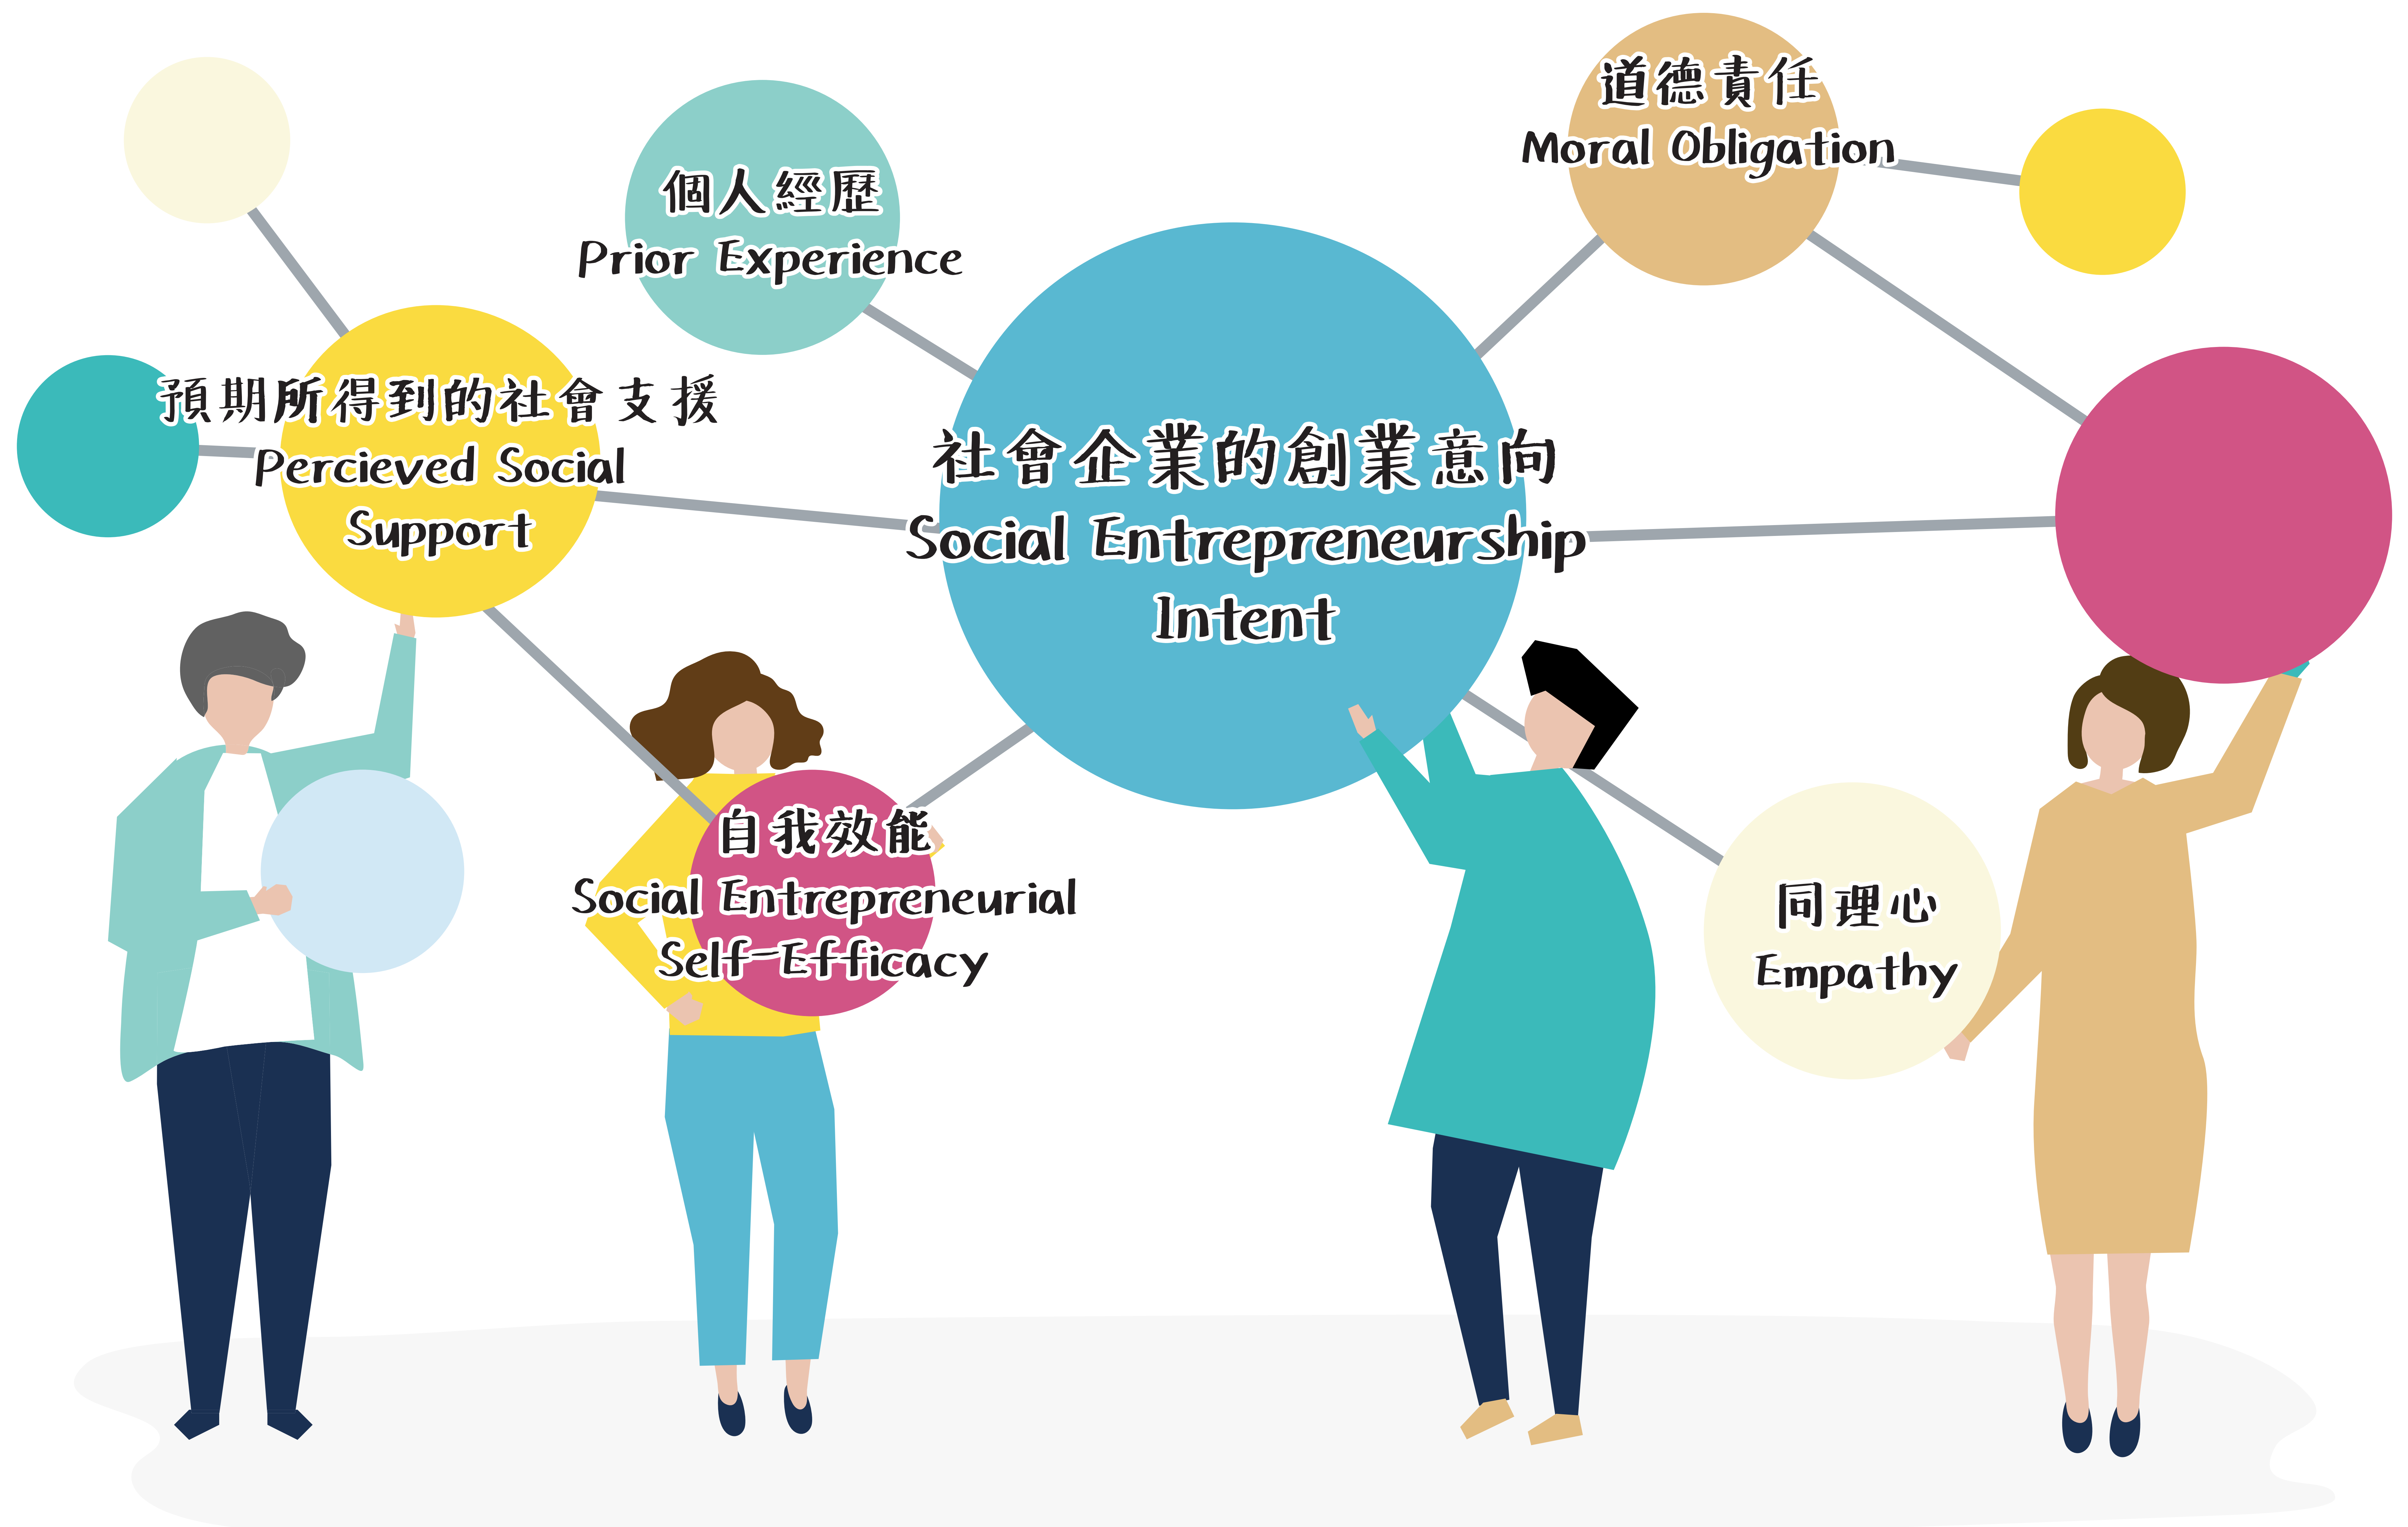 道德責任
Moral Obligation
個人經歷
Prior Experience
預期所得到的社會支援
Percieved Social
Support
社會企業的創業意向
Social Entrepreneurship
Intent
自我效能
Social Entrepreneurial
Self-Efficacy
同理心
Empathy